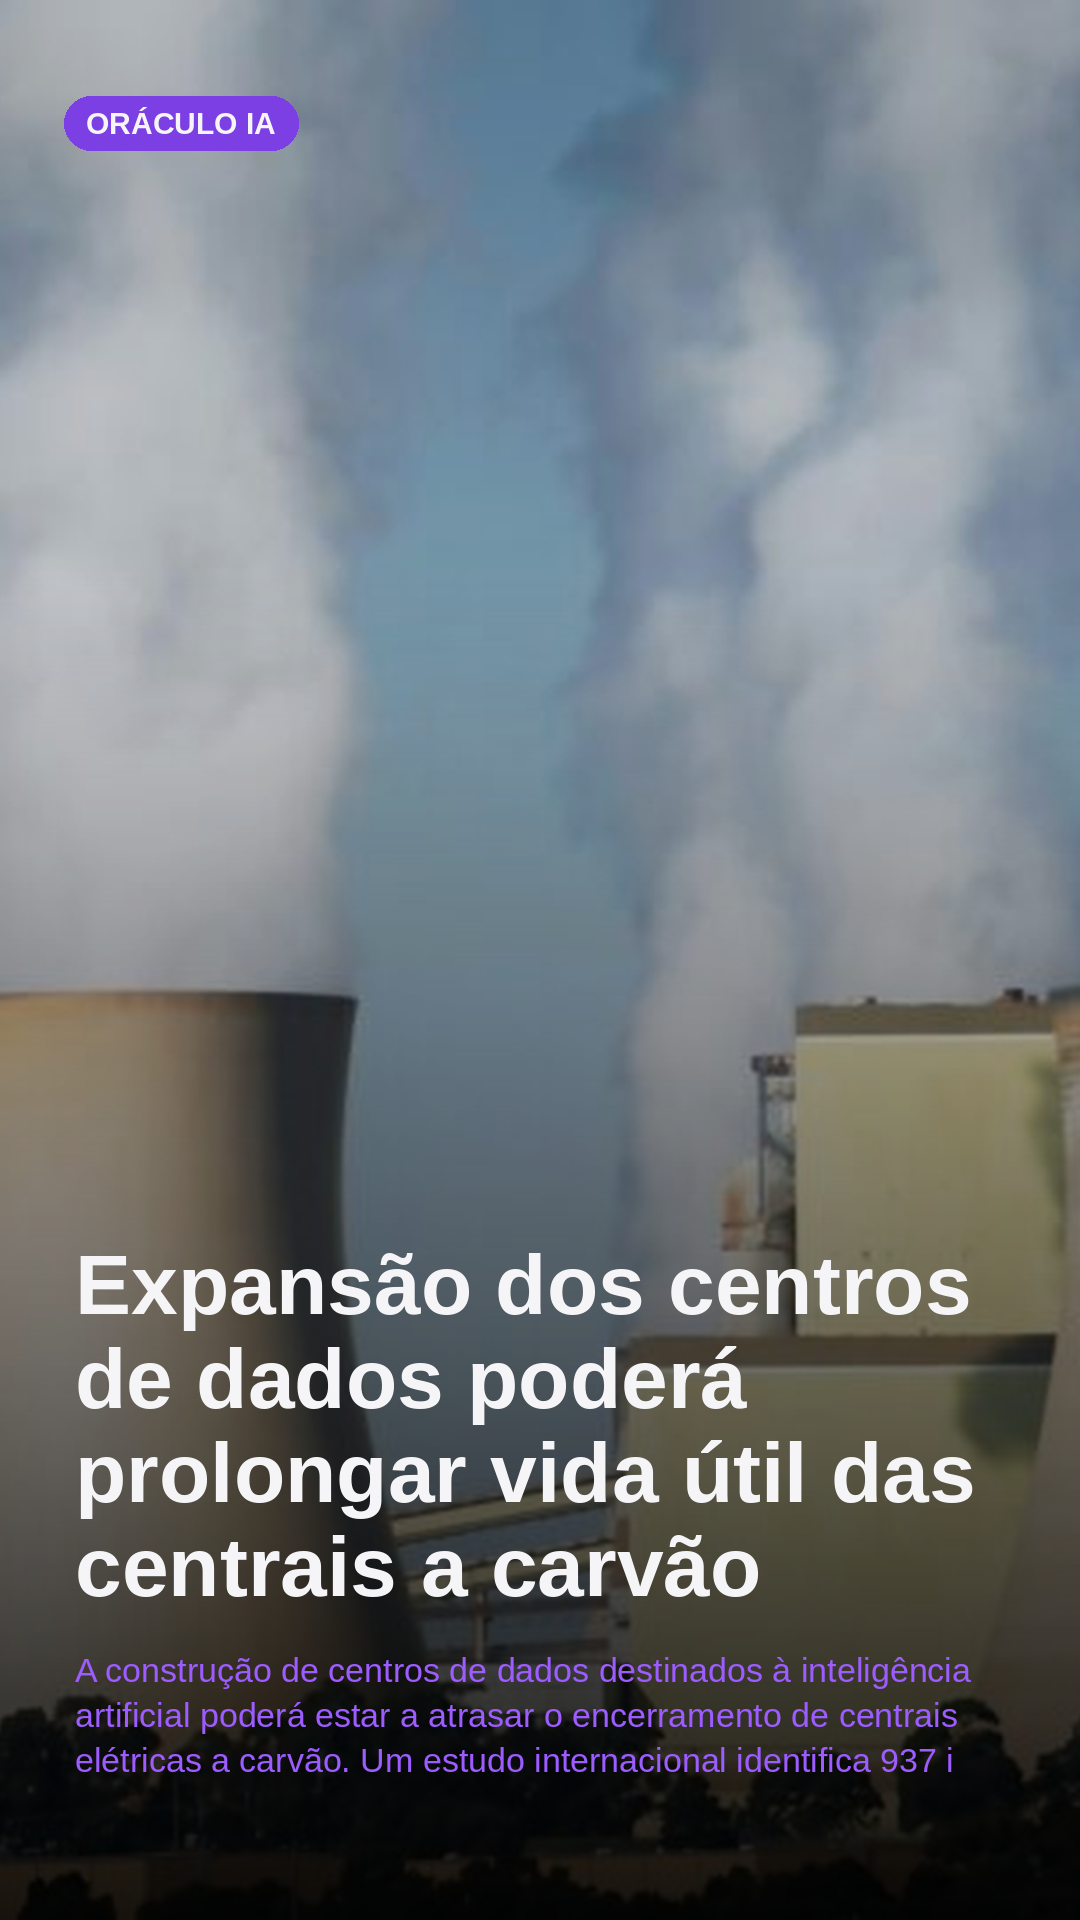 ORÁCULO IA
Expansão dos centros
de dados poderá
prolongar vida útil das
centrais a carvão
A construção de centros de dados destinados à inteligência
artificial poderá estar a atrasar o encerramento de centrais
elétricas a carvão. Um estudo internacional identifica 937 i